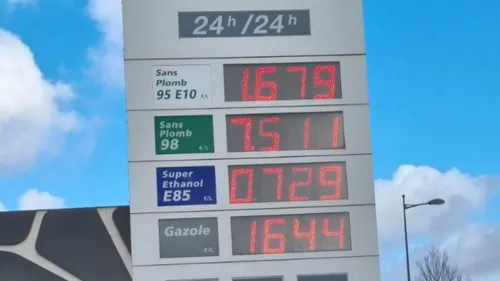 24h/24h
Sans
Plomb
95 E10 €/L
1.679
Sans
Plomb
98 €/L
7.511
Super
Ethanol
E85 €/L
0.729
Gazole €/L
1.644